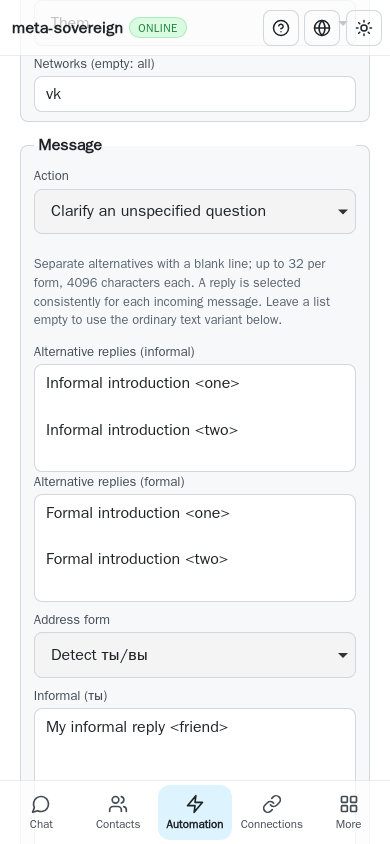 meta-sovereign ONLINE
Them
Networks (empty: all)
vk
Message
Action
Clarify an unspecified question
Separate alternatives with a blank line; up to 32 per
form, 4096 characters each. A reply is selected
consistently for each incoming message. Leave a list
empty to use the ordinary text variant below.
Alternative replies (informal)
Informal introduction <one>
Informal introduction <two>
Alternative replies (formal)
Formal introduction <one>
Formal introduction <two>
Address form
Detect ты/вы
Informal (ты)
My informal reply <friend>
Chat
Contacts
Automation
Connections
More